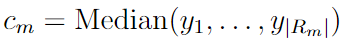 c_m = Median(y_1, . . . , y_{|R_m|})